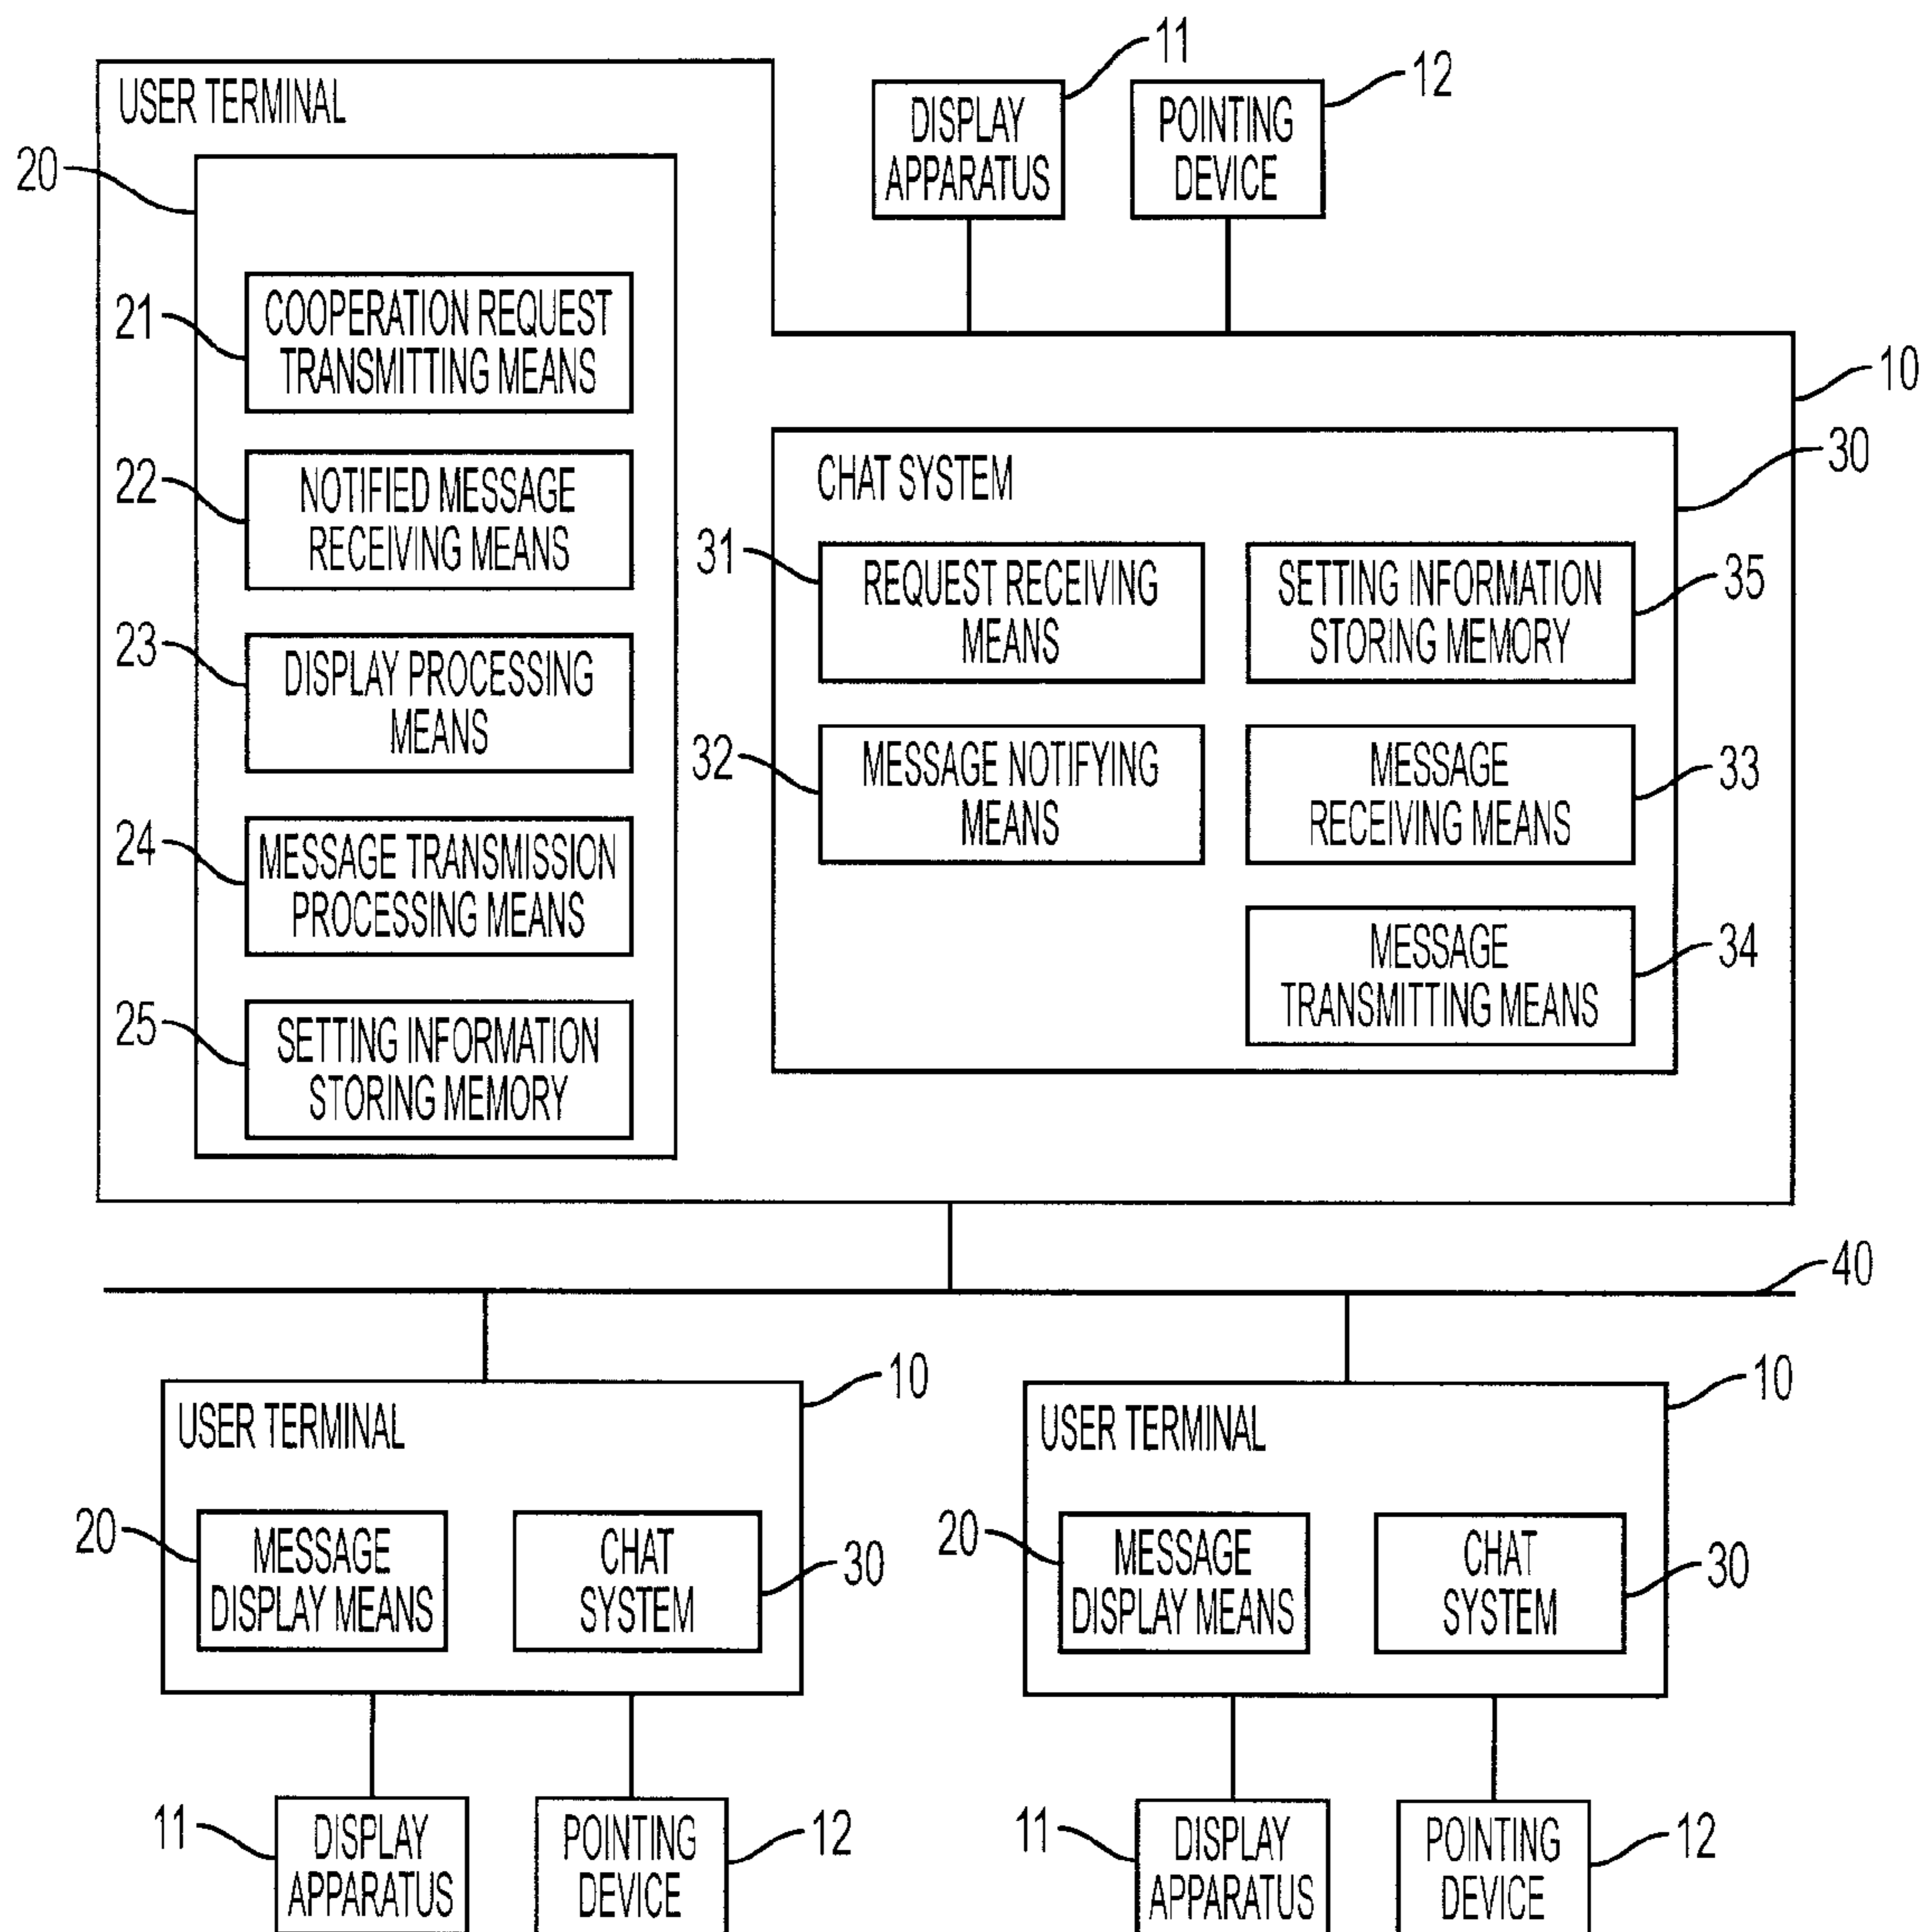 USER TERMINAL
11
DISPLAY
APPARATUS
12
POINTING
DEVICE
10
20
21
COOPERATION REQUEST
TRANSMITTING MEANS
22
NOTIFIED MESSAGE
RECEIVING MEANS
23
DISPLAY PROCESSING
MEANS
24
MESSAGE TRANSMISSION
PROCESSING MEANS
25
SETTING INFORMATION
STORING MEMORY
30
CHAT SYSTEM
31
REQUEST RECEIVING
MEANS
35
SETTING INFORMATION
STORING MEMORY
32
MESSAGE NOTIFYING
MEANS
33
MESSAGE
RECEIVING MEANS
34
MESSAGE
TRANSMITTING MEANS
40
10
USER TERMINAL
20
MESSAGE
DISPLAY MEANS
CHAT
SYSTEM
30
11
DISPLAY
APPARATUS
POINTING
DEVICE
12
10
USER TERMINAL
20
MESSAGE
DISPLAY MEANS
CHAT
SYSTEM
30
11
DISPLAY
APPARATUS
POINTING
DEVICE
12